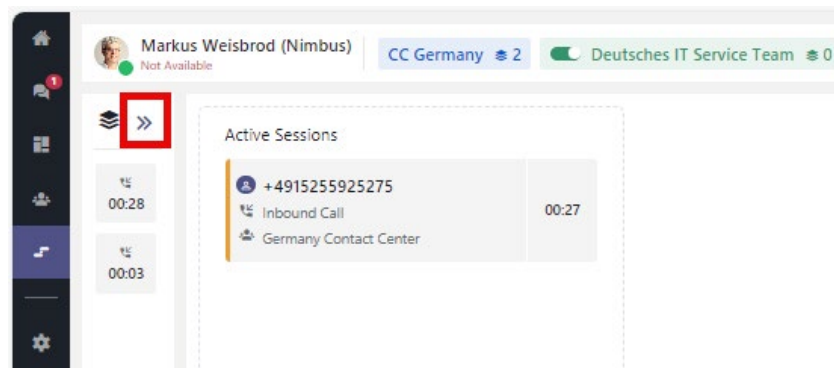 Markus Weisbrod (Nimbus)
Not Available
CC Germany 2
Deutsches IT Service Team 0
1
Active Sessions
00:28
00:03
+4915255925275
Inbound Call
Germany Contact Center
00:27